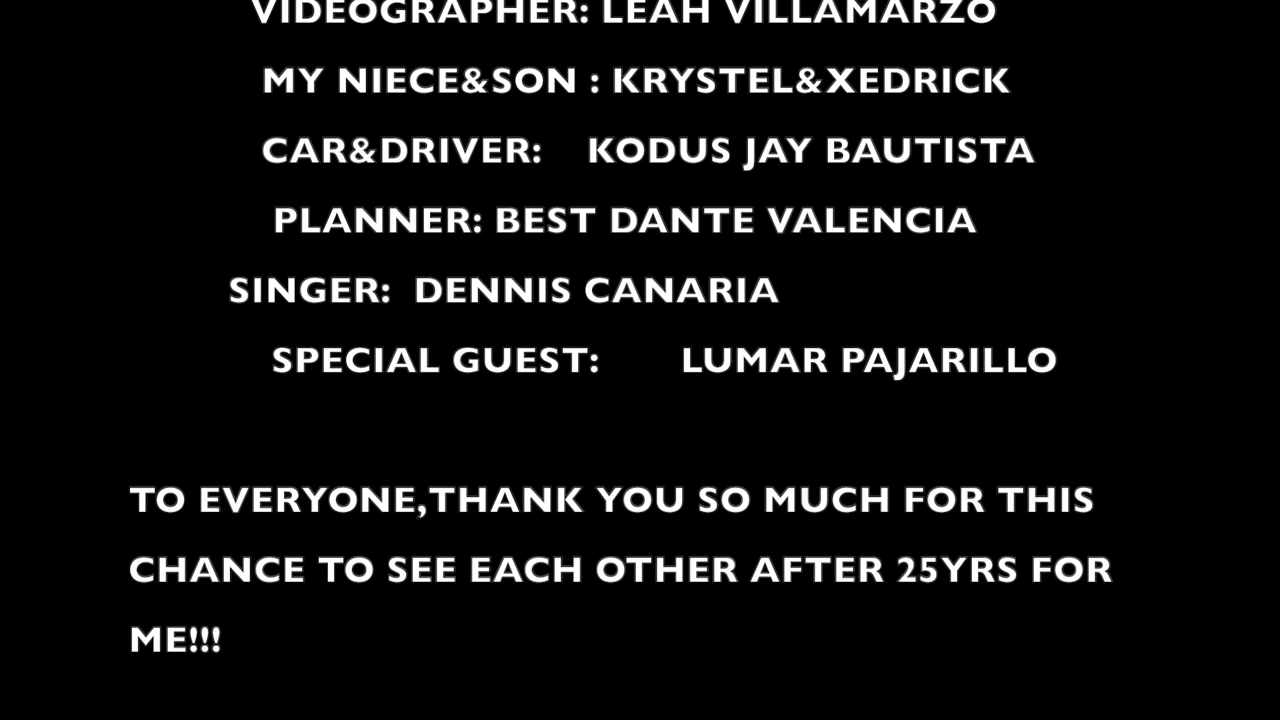 VIDEOGRAPHER: LEAH VILLAMARZO
MY NIECE&SON : KRYSTEL&XEDRICK
CAR&DRIVER: KODUS JAY BAUTISTA
PLANNER: BEST DANTE VALENCIA
SINGER: DENNIS CANARIA
SPECIAL GUEST: LUMAR PAJARILLO
TO EVERYONE,THANK YOU SO MUCH FOR THIS
CHANCE TO SEE EACH OTHER AFTER 25YRS FOR
ME!!!